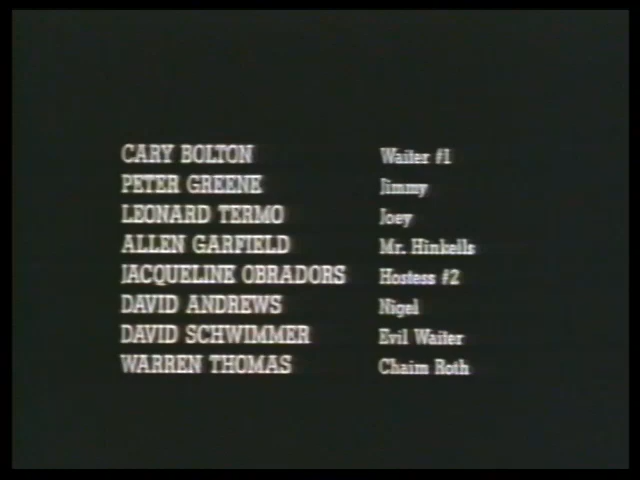 CARY BOLTON Waiter #1
PETER GREENE Jimmy
LEONARD TERMO Joey
ALLEN GARFIELD Mr. Hinkells
JACQUELINE OBRADORS Hostess #2
DAVID ANDREWS Nigel
DAVID SCHWIMMER Evil Waiter
WARREN THOMAS Chaim Roth